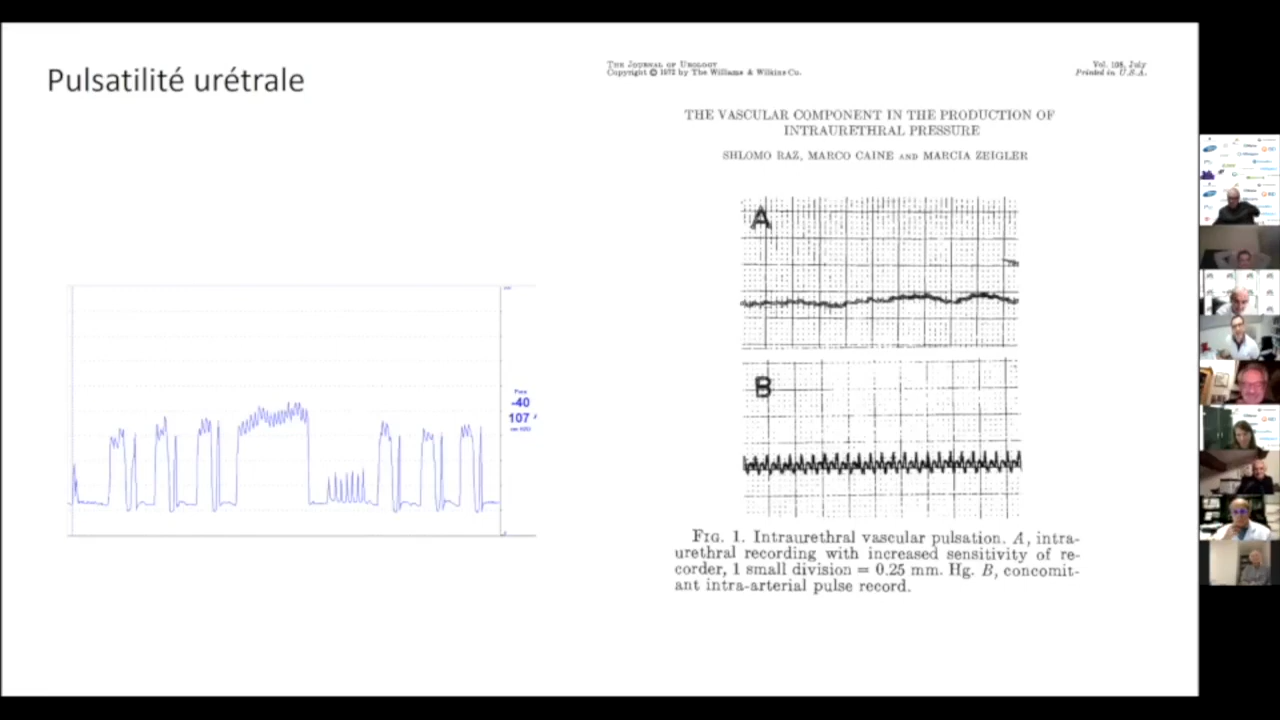 Pulsatilité urétrale
THE JOURNAL OF UROLOGY
Copyright © 1972 by The Williams & Wilkins Co.
Vol. 108, July
Printed in U.S.A.
THE VASCULAR COMPONENT IN THE PRODUCTION OF
INTRAURETHRAL PRESSURE
SHLOMO RAZ, MARCO CAINE AND MARCIA ZEIGLER
A
B
-40
107
FIG. 1. Intraurethral vascular pulsation. A, intra-
urethral recording with increased sensitivity of re-
corder, 1 small division = 0.25 mm. Hg. B, concomit-
ant intra-arterial pulse record.